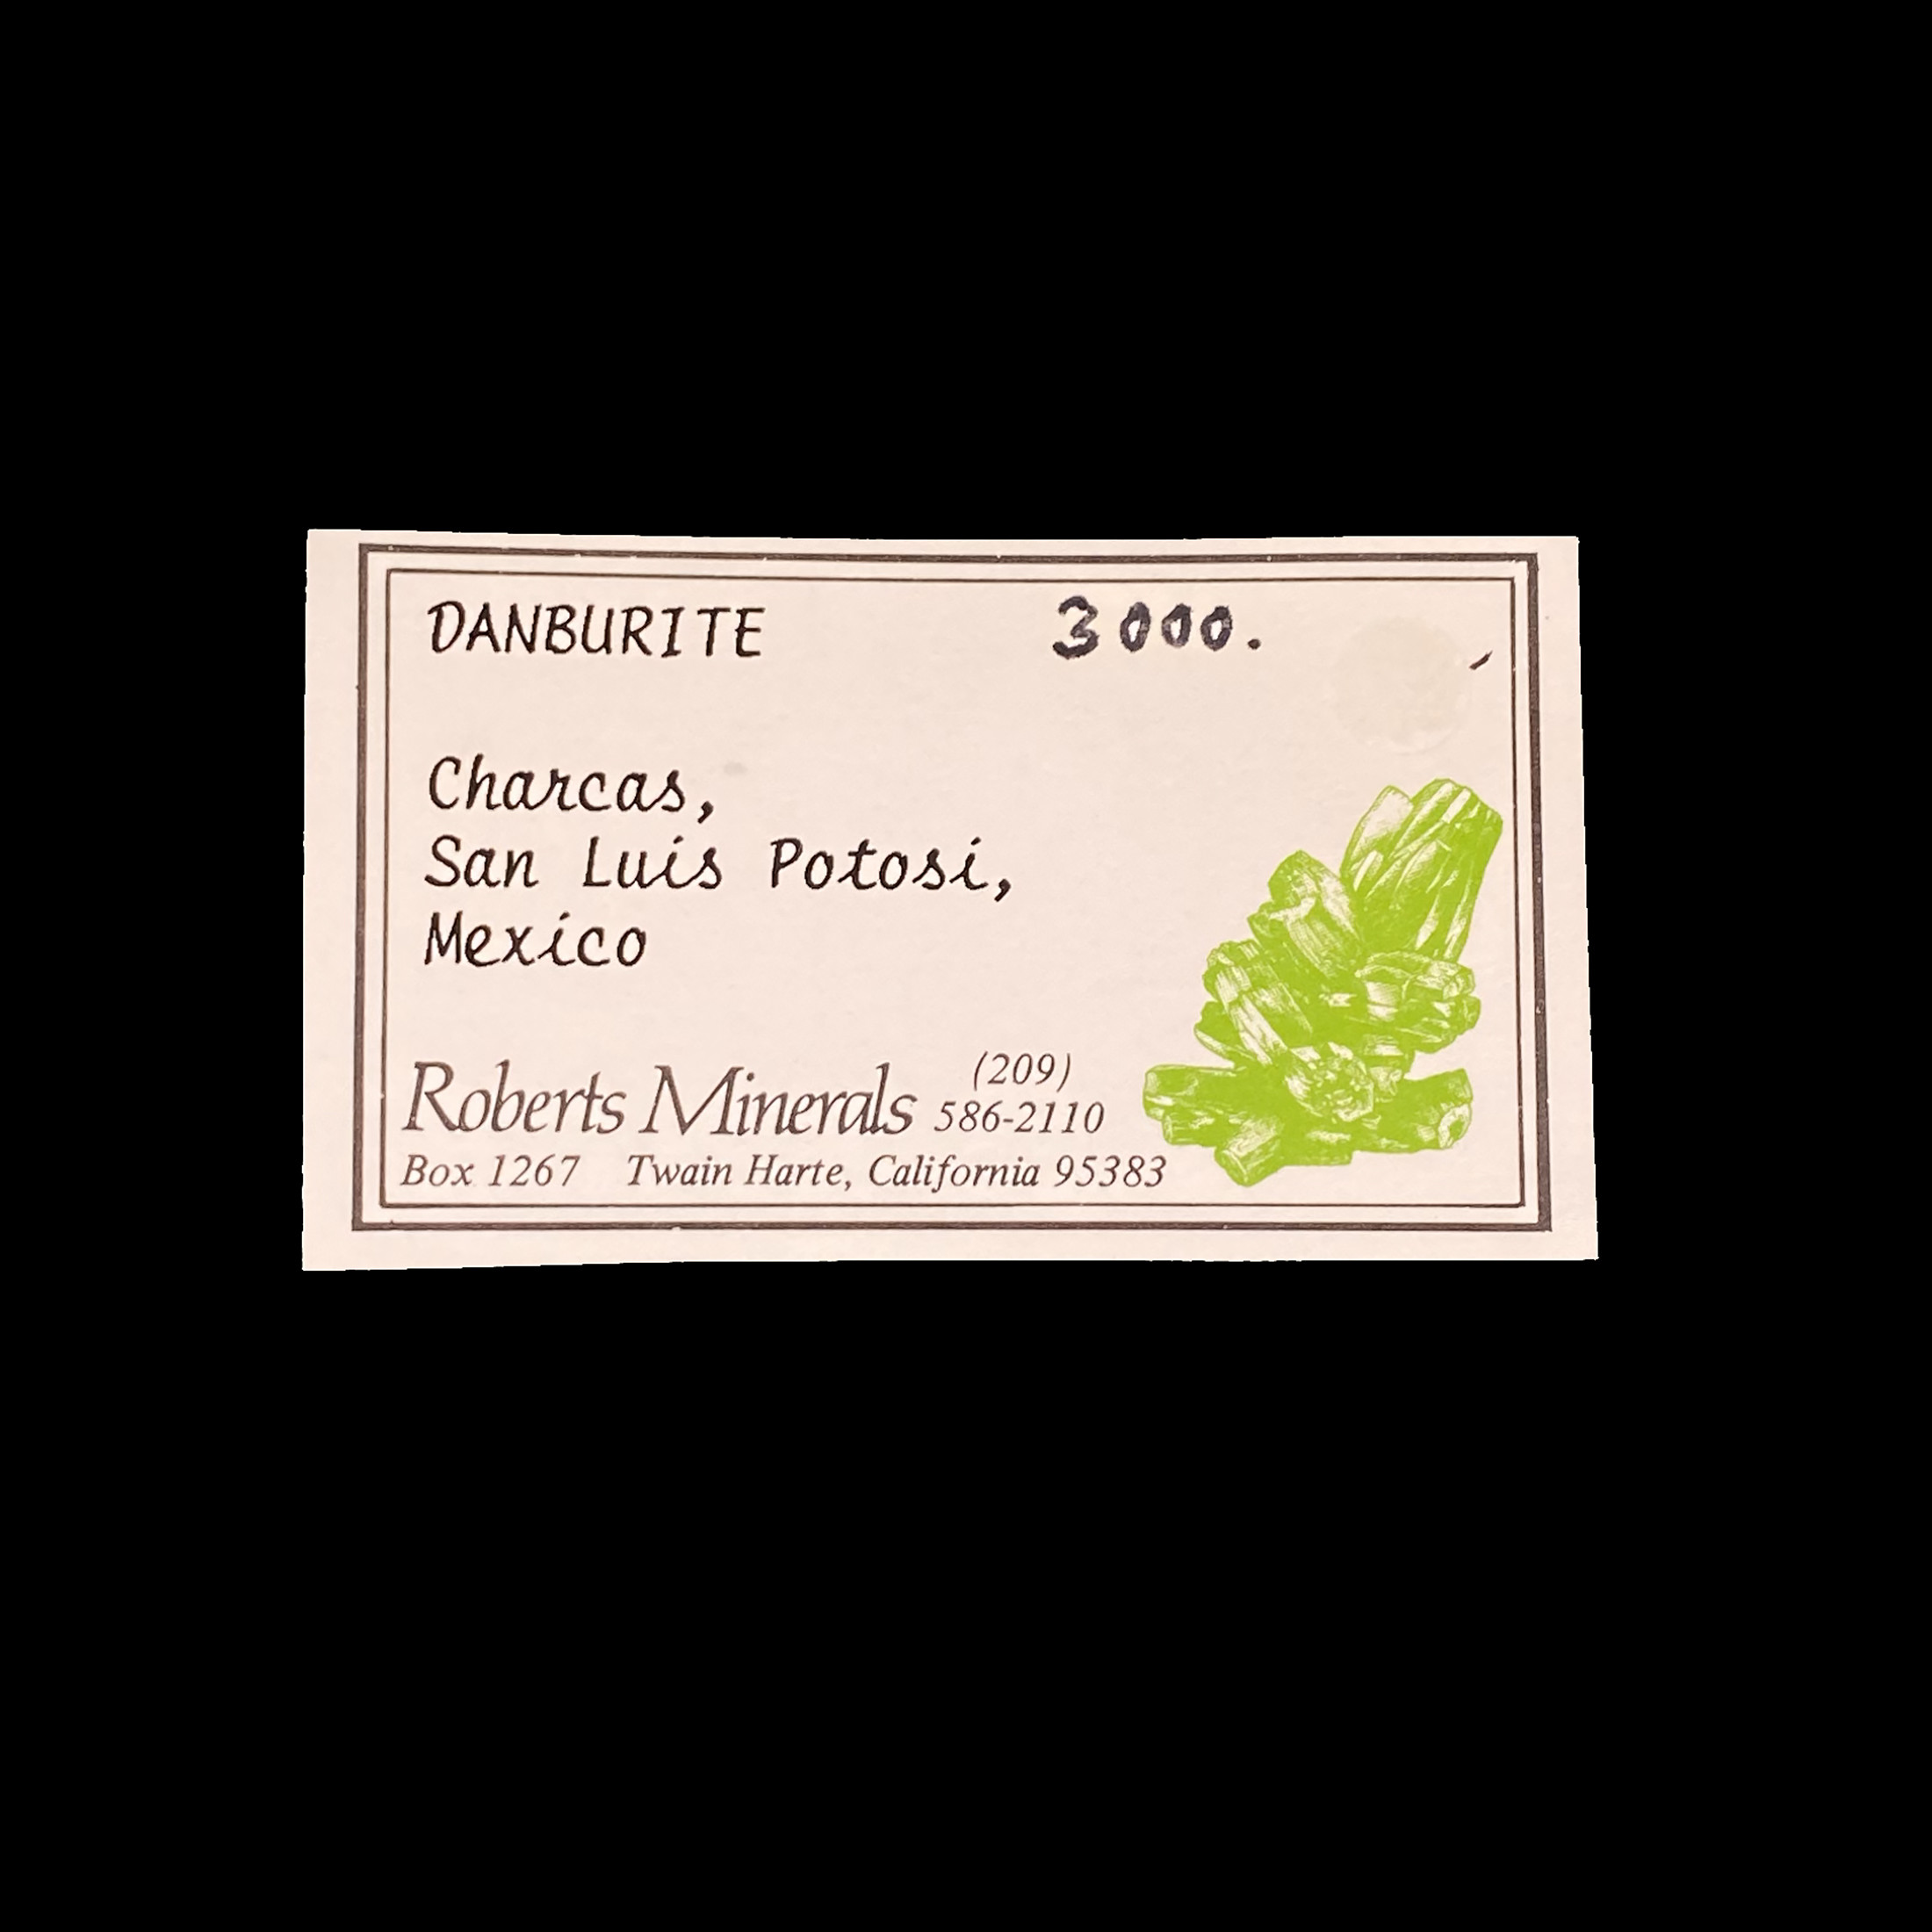 DANBURITE 3000.
Charcas,
San Luis Potosi,
Mexico
Roberts Minerals (209)
586-2110
Box 1267 Twain Harte, California 95383